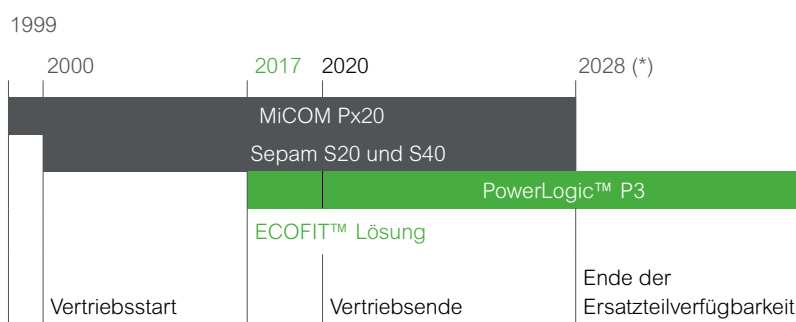 1999
2000
2017
2020
2028 (*)
MiCOM Px20
Sepam S20 und S40
PowerLogic™ P3
ECOFIT™ Lösung
Vertriebsstart
Vertriebsende
Ende der
Ersatzteilverfügbarkeit